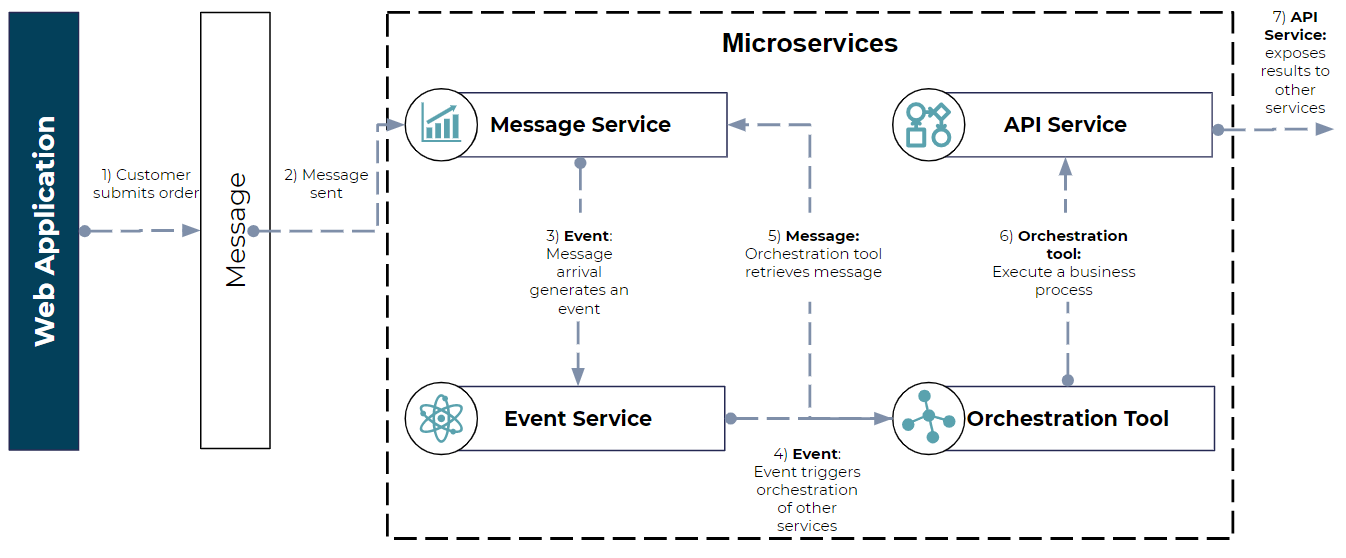 Web Application
1) Customer
submits order
Message
2) Message
sent
Microservices
Message Service
API Service
7) API
Service:
exposes
results to
other
services
3) Event:
Message
arrival
generates an
event
5) Message:
Orchestration tool
retrieves message
6) Orchestration
tool:
Execute a business
process
Event Service
Orchestration Tool
4) Event:
Event triggers
orchestration
of other
services